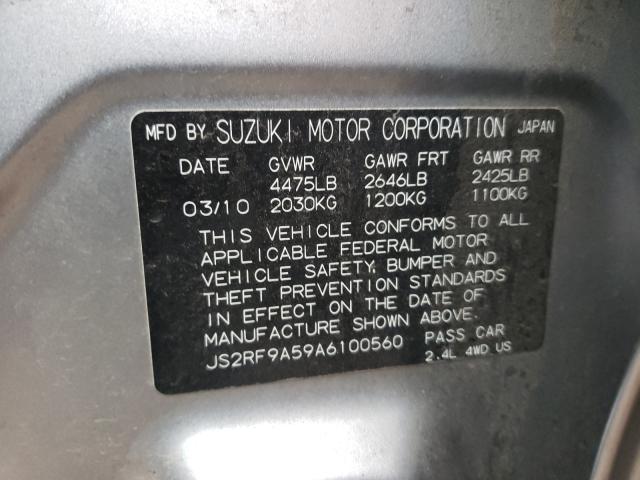 MFD BY SUZUKI MOTOR CORPORATION JAPAN
DATE GVWR GAWR FRT GAWR RR
4475LB 2646LB 2425LB
03/10 2030KG 1200KG 1100KG
THIS VEHICLE CONFORMS TO ALL
APPLICABLE FEDERAL MOTOR
VEHICLE SAFETY, BUMPER AND
THEFT PREVENTION STANDARDS
IN EFFECT ON THE DATE OF
MANUFACTURE SHOWN ABOVE.
JS2RF9A59A6100560 PASS CAR
2.4L 4WD US